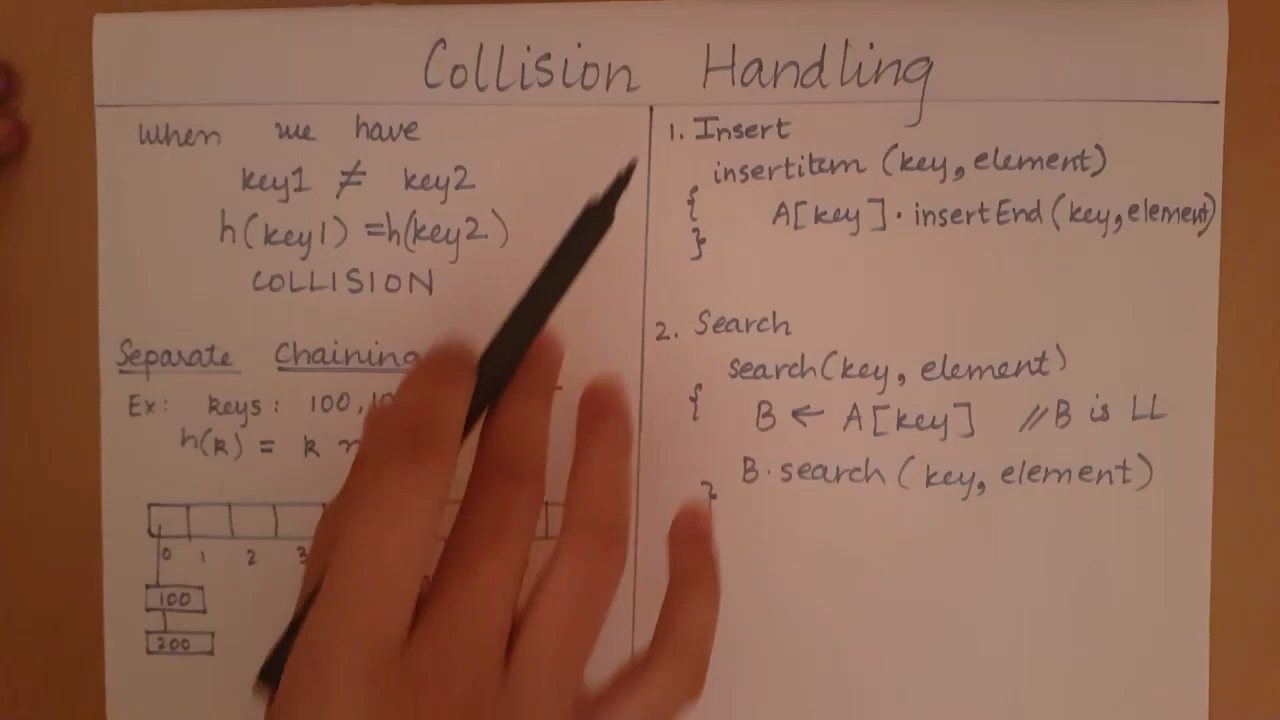 Collision Handling
when we have
key1 ≠ key2
h(key1) = h(key2)
COLLISION
Separate Chaining
Ex: keys: 100,
h(k) = k
0 1 2 3
100
200
1. Insert
insertitem (key, element)
{ A[key] · insertEnd (key, element)
}
2. Search
search(key, element)
{ B ← A[key] //B is LL
B· search (key, element)
}